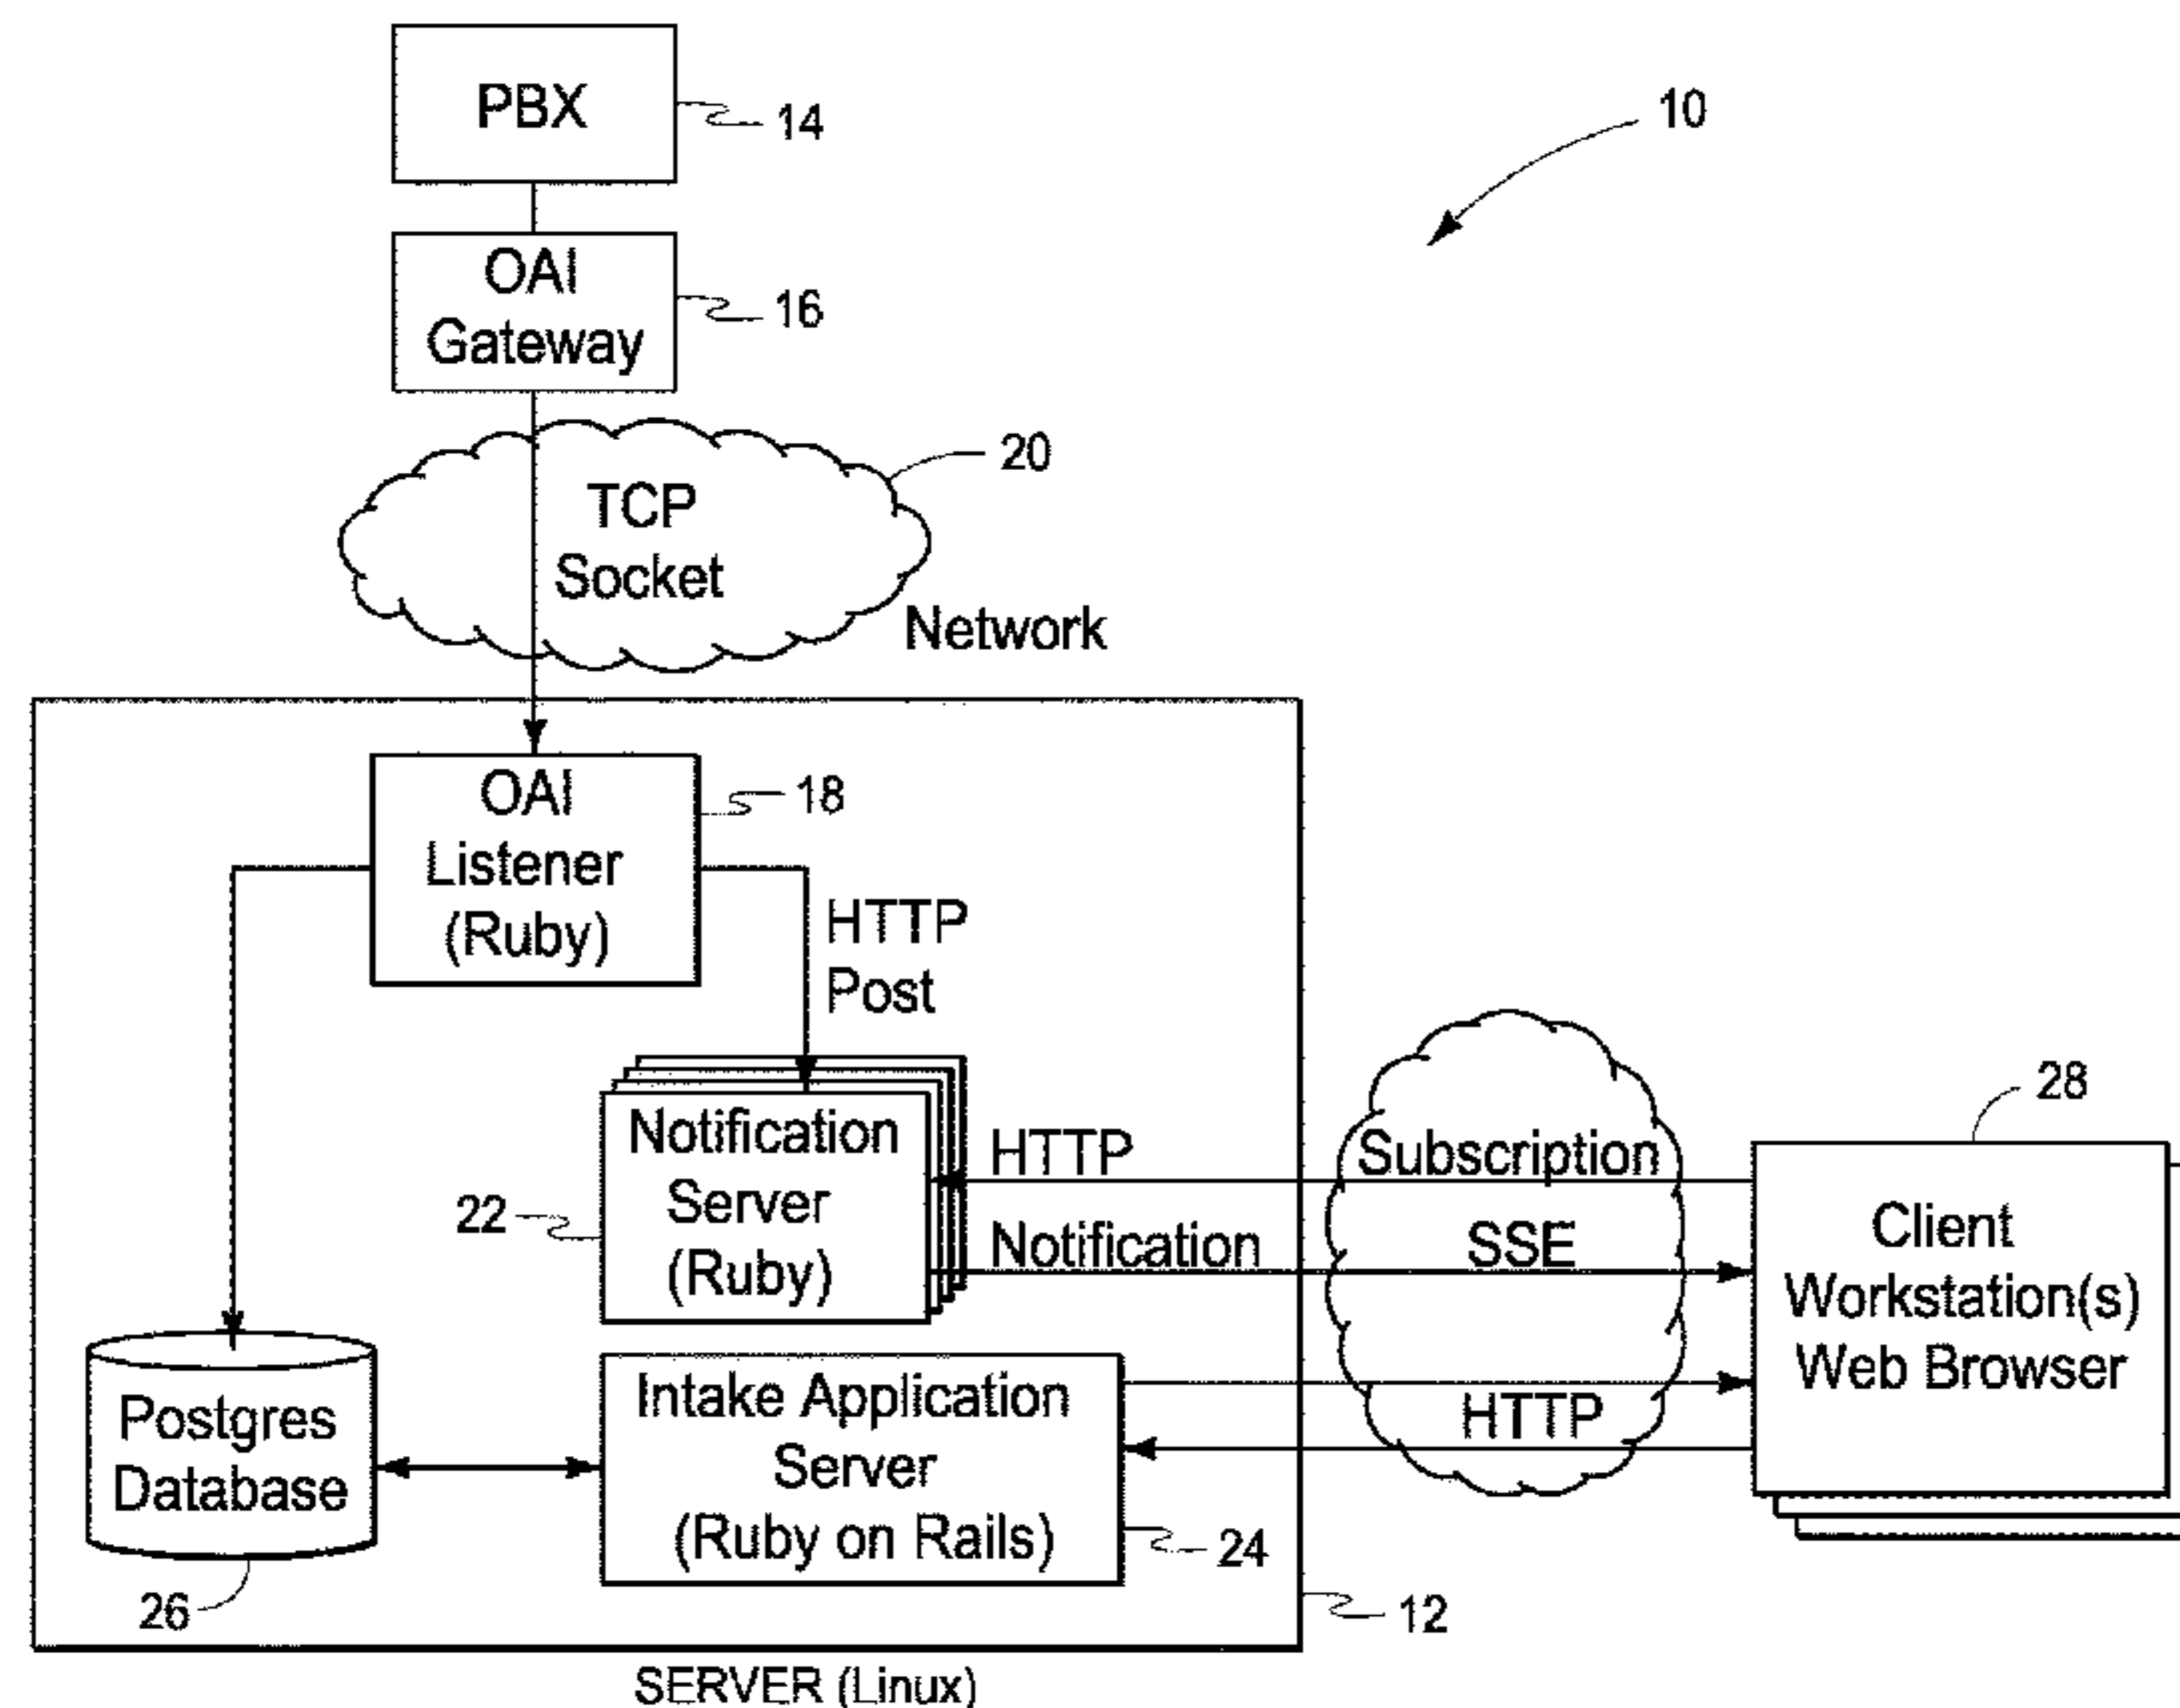 PBX
14
10
OAI
Gateway
16
20
TCP
Socket
Network
OAI
Listener
(Ruby)
18
HTTP
Post
Notification
Server
(Ruby)
22
HTTP
Subscription
Notification
SSE
28
Client
Workstation(s)
Web Browser
Postgres
Database
26
Intake Application
Server
(Ruby on Rails)
24
HTTP
12
SERVER (Linux)